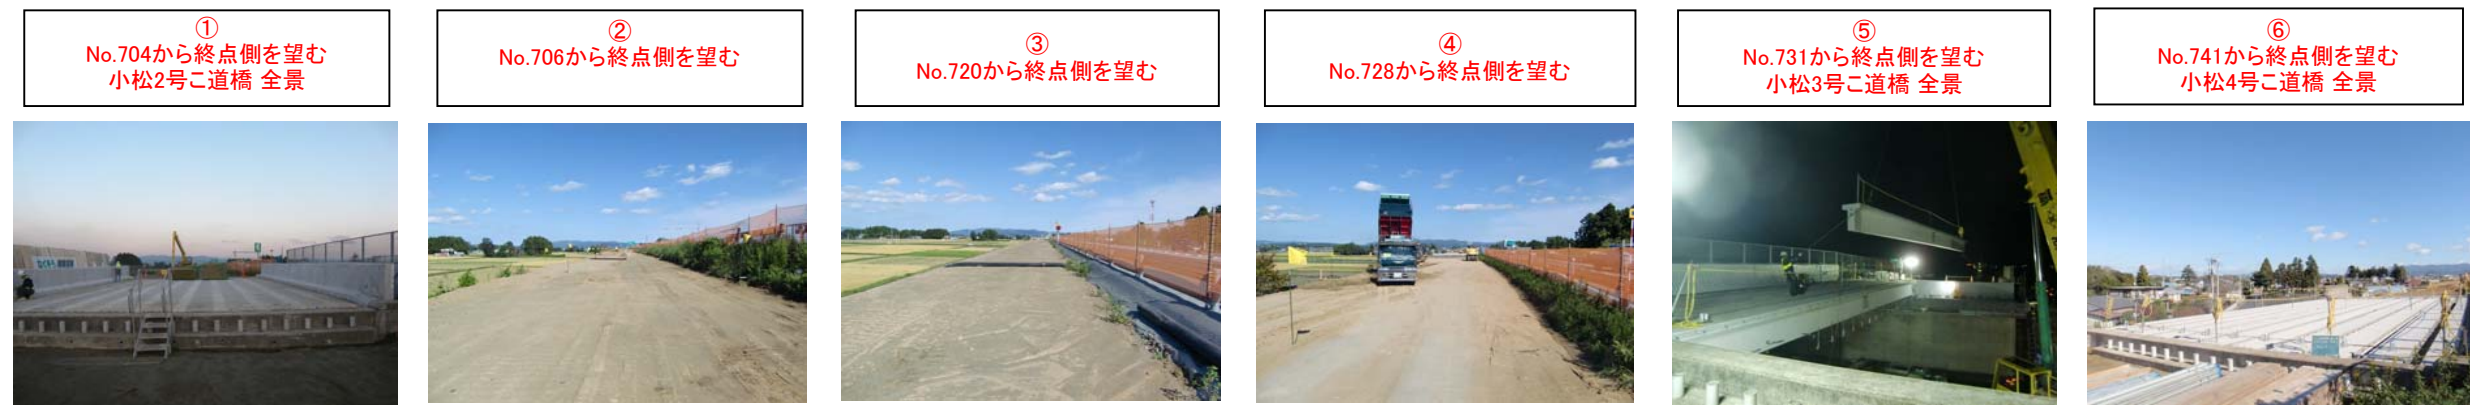 ①
No.704から終点側を望む
小松2号こ道橋 全景
②
No.706から終点側を望む
③
No.720から終点側を望む
④
No.728から終点側を望む
⑤
No.731から終点側を望む
小松3号こ道橋 全景
⑥
No.741から終点側を望む
小松4号こ道橋 全景